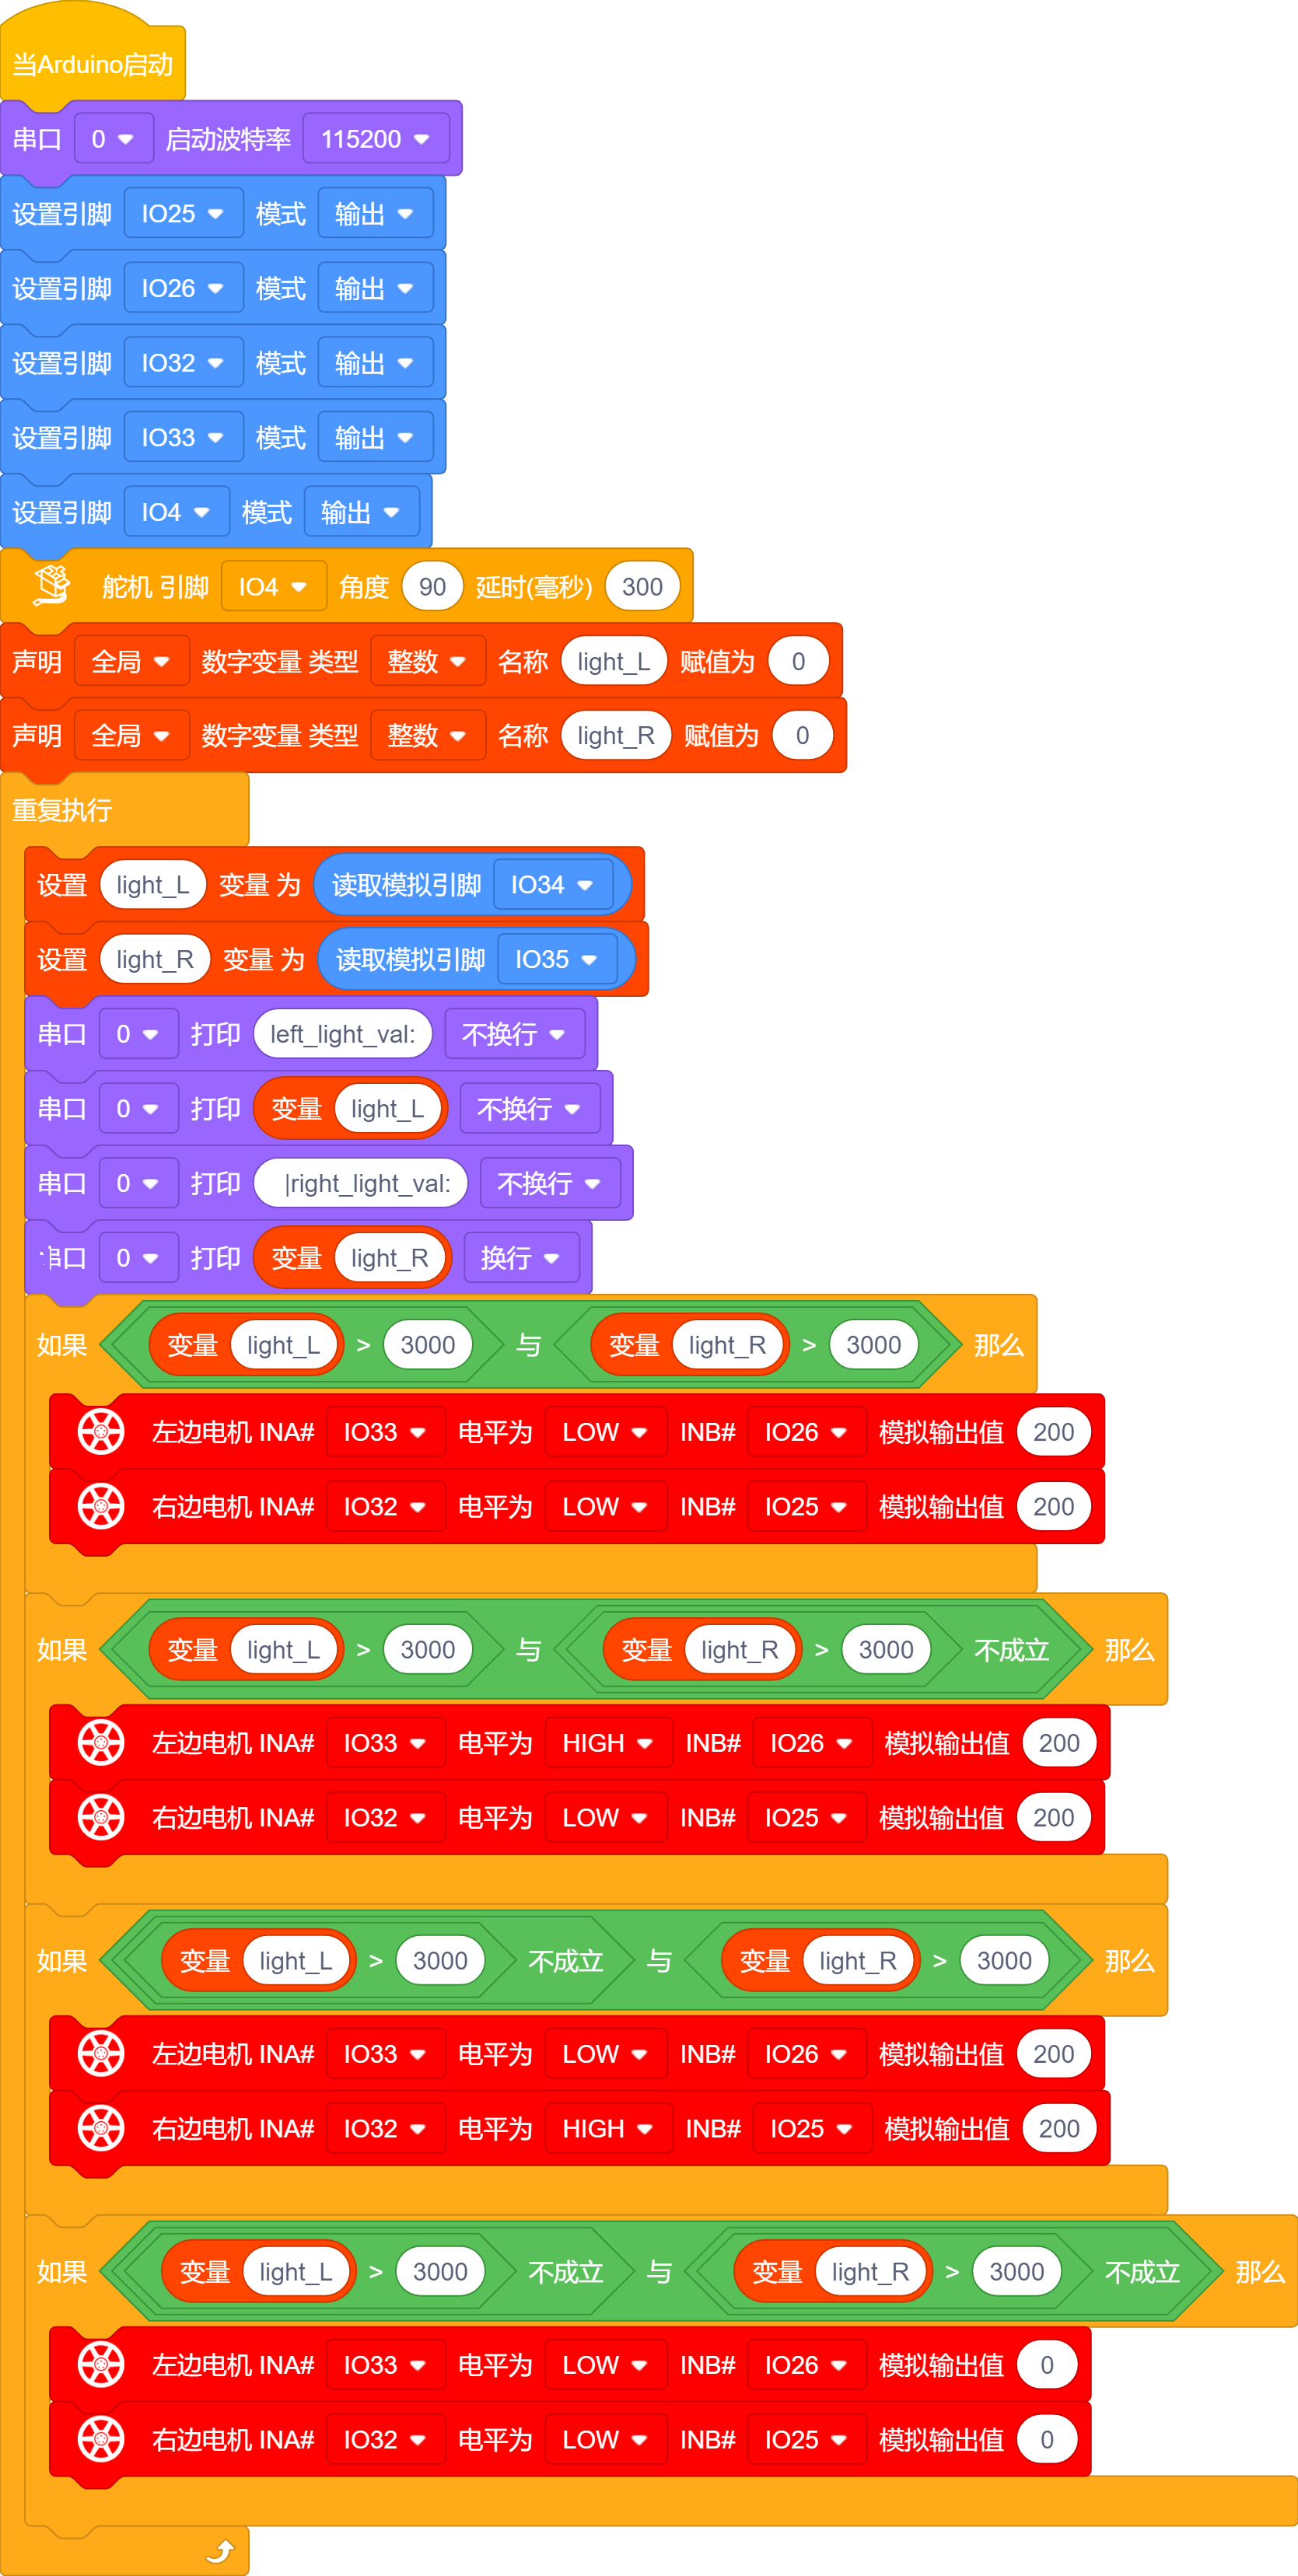 当Arduino启动
串口 0 启动波特率 115200
设置引脚 IO25 模式 输出
设置引脚 IO26 模式 输出
设置引脚 IO32 模式 输出
设置引脚 IO33 模式 输出
设置引脚 IO4 模式 输出
舵机 引脚 IO4 角度 90 延时(毫秒) 300
声明 全局 数字变量 类型 整数 名称 light_L 赋值为 0
声明 全局 数字变量 类型 整数 名称 light_R 赋值为 0
重复执行
设置 light_L 变量 为 读取模拟引脚 IO34
设置 light_R 变量 为 读取模拟引脚 IO35
串口 0 打印 left_light_val: 不换行
串口 0 打印 变量 light_L 不换行
串口 0 打印 |right_light_val: 不换行
串口 0 打印 变量 light_R 换行
如果 变量 light_L > 3000 与 变量 light_R > 3000 那么
左边电机 INA# IO33 电平为 LOW INB# IO26 模拟输出值 200
右边电机 INA# IO32 电平为 LOW INB# IO25 模拟输出值 200
如果 变量 light_L > 3000 与 变量 light_R > 3000 不成立 那么
左边电机 INA# IO33 电平为 HIGH INB# IO26 模拟输出值 200
右边电机 INA# IO32 电平为 LOW INB# IO25 模拟输出值 200
如果 变量 light_L > 3000 不成立 与 变量 light_R > 3000 那么
左边电机 INA# IO33 电平为 LOW INB# IO26 模拟输出值 200
右边电机 INA# IO32 电平为 HIGH INB# IO25 模拟输出值 200
如果 变量 light_L > 3000 不成立 与 变量 light_R > 3000 不成立 那么
左边电机 INA# IO33 电平为 LOW INB# IO26 模拟输出值 0
右边电机 INA# IO32 电平为 LOW INB# IO25 模拟输出值 0